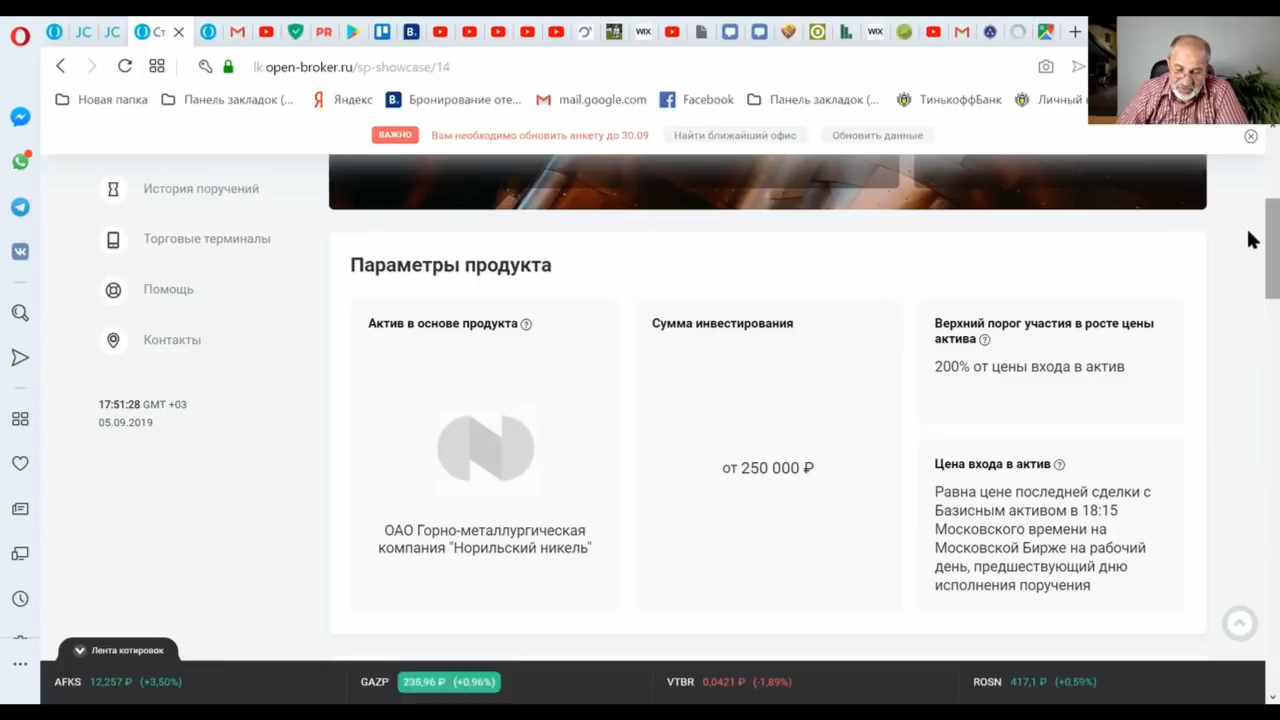 JC
JC
Ст
PR
B.
WIX
WIX
lk.open-broker.ru/sp-showcase/14
Новая папка
Панель закладок (...
Яндекс
B.
Бронирование оте...
mail.google.com
Facebook
Панель закладок (...
ТинькоффБанк
Личный
ВАЖНО
Вам необходимо обновить анкету до 30.09
Найти ближайший офис
Обновить данные
История поручений
Торговые терминалы
Помощь
Контакты
17:51:28 GMT +03
05.09.2019
Параметры продукта
Актив в основе продукта
ОАО Горно-металлургическая
компания "Норильский никель"
Сумма инвестирования
от 250 000 ₽
Верхний порог участия в росте цены
актива
200% от цены входа в актив
Цена входа в актив
Равна цене последней сделки с
Базисным активом в 18:15
Московского времени на
Московской Бирже на рабочий
день, предшествующий дню
исполнения поручения
Лента котировок
AFKS 12,257 ₽ (+3,50%)
GAZP 235,96 ₽ (+0,96%)
VTBR 0,0421 ₽ (-1,89%)
ROSN 417,1 ₽ (+0,59%)